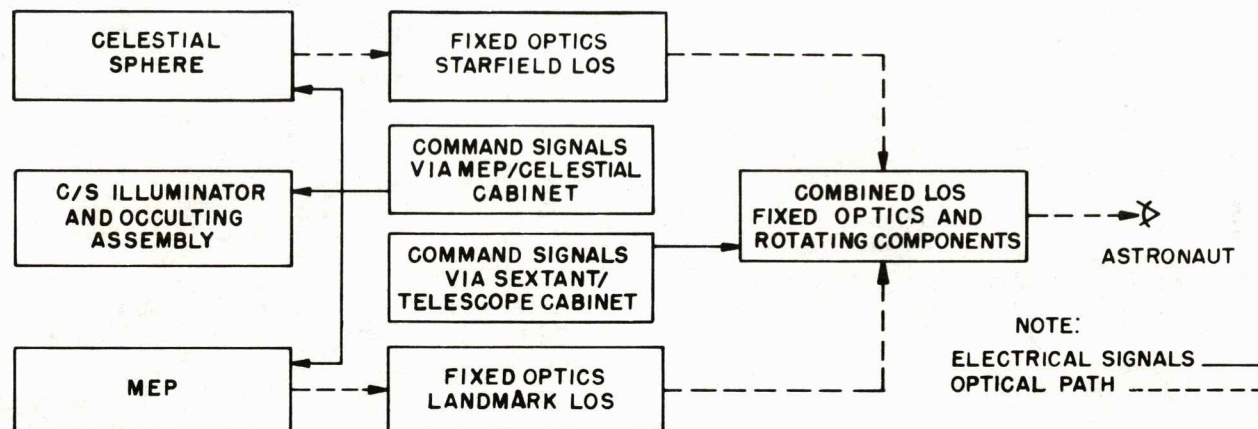 CELESTIAL
SPHERE
FIXED OPTICS
STARFIELD LOS
C/S ILLUMINATOR
AND OCCULTING
ASSEMBLY
COMMAND SIGNALS
VIA MEP/CELESTIAL
CABINET
COMMAND SIGNALS
VIA SEXTANT/
TELESCOPE CABINET
COMBINED LOS
FIXED OPTICS AND
ROTATING COMPONENTS
ASTRONAUT
MEP
FIXED OPTICS
LANDMARK LOS
NOTE:
ELECTRICAL SIGNALS
OPTICAL PATH